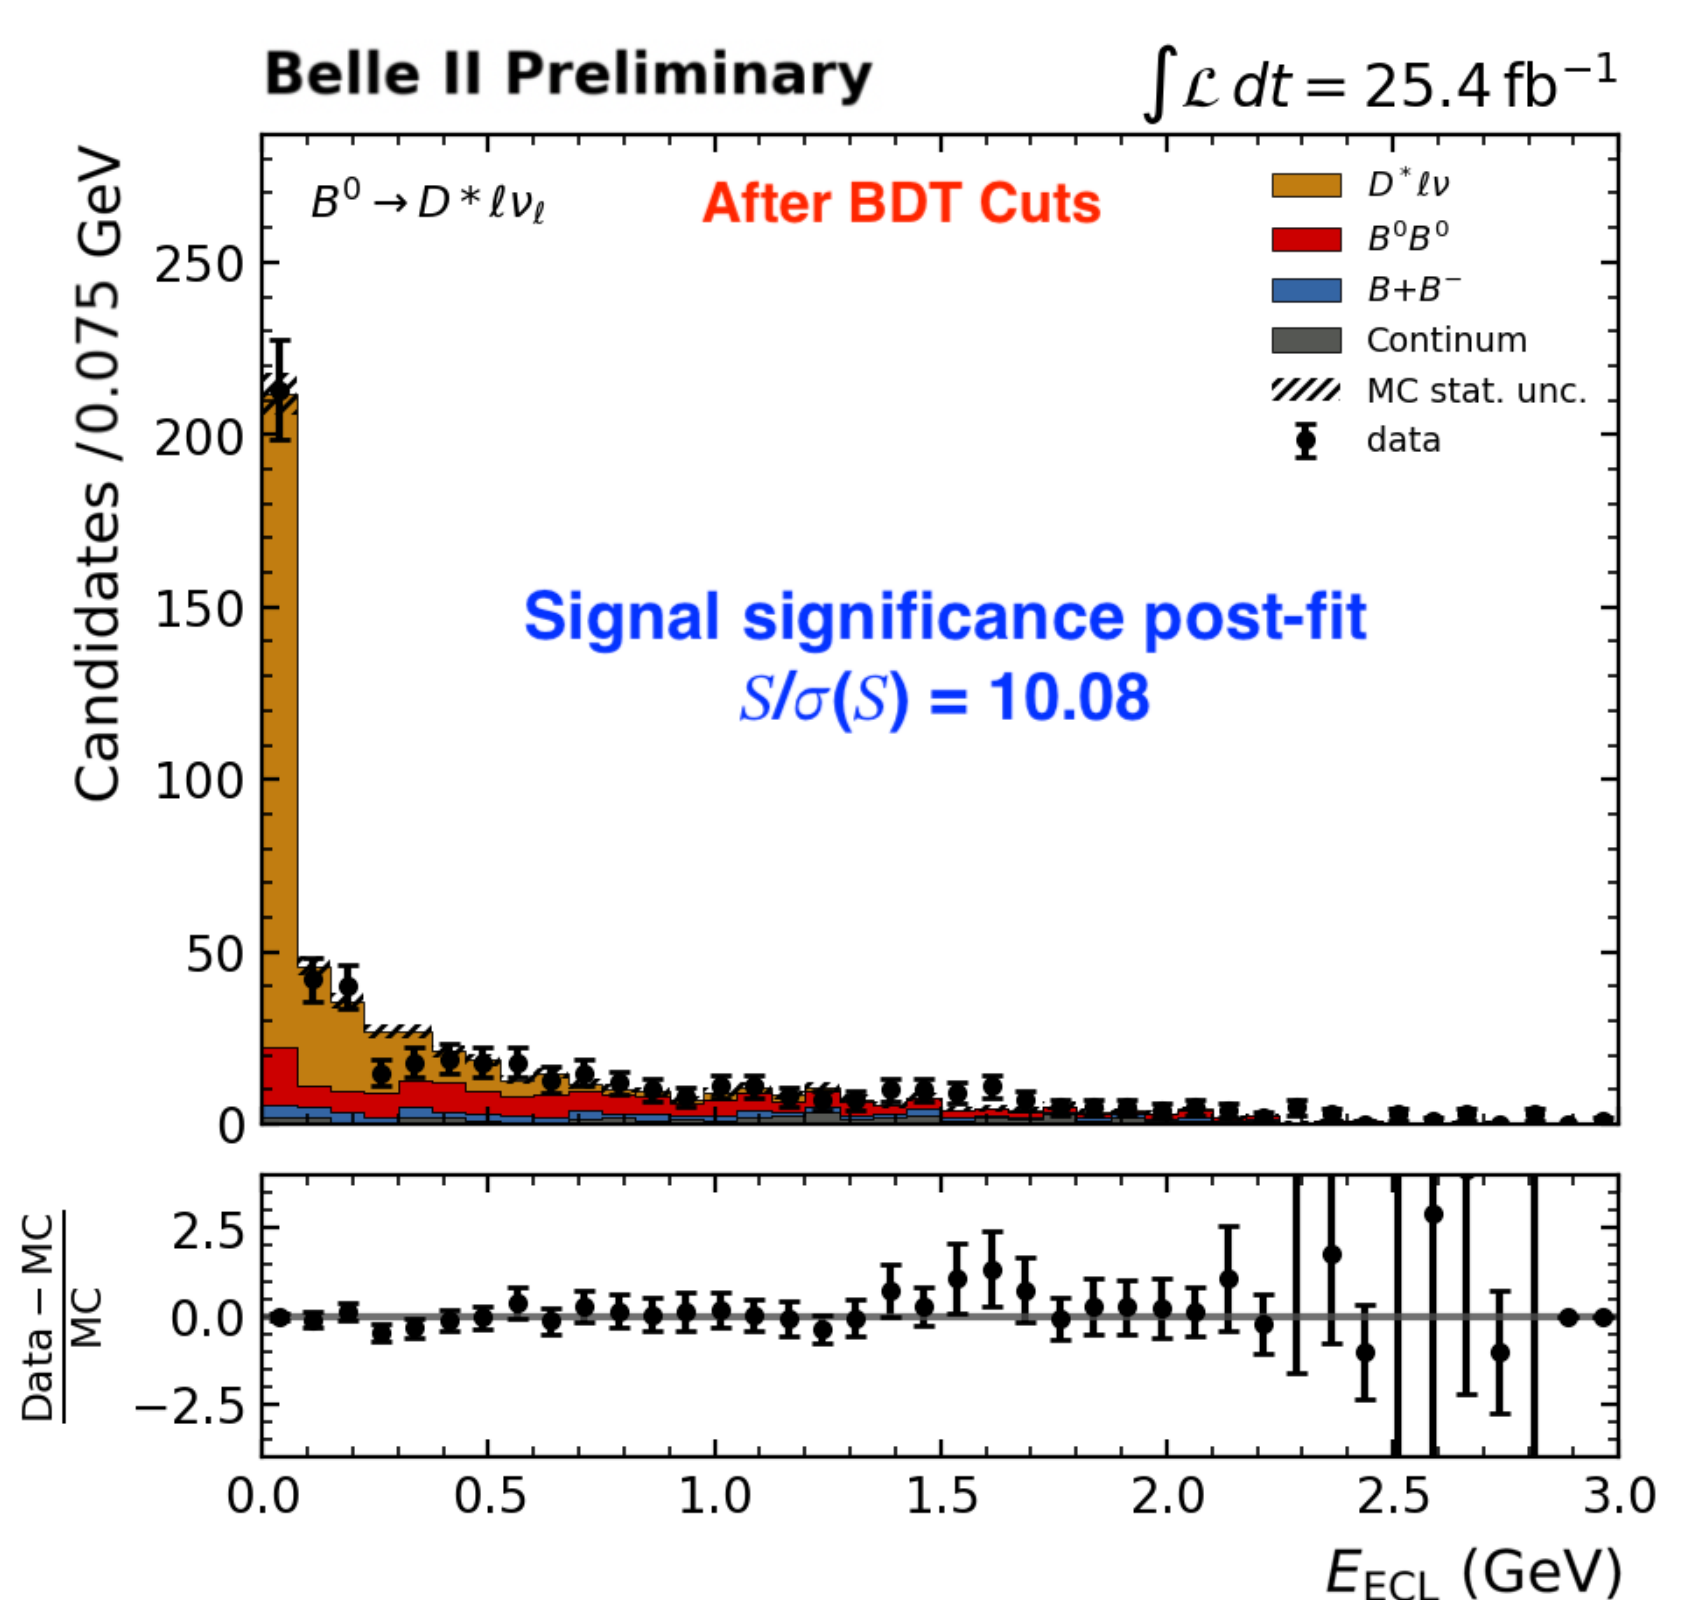 Belle II Preliminary
∫ ℒ dt = 25.4 fb⁻¹
B⁰ → D * ℓν_ℓ
After BDT Cuts
D*ℓν
B⁰B⁰
B+B⁻
Continum
MC stat. unc.
data
Signal significance post-fit
S/σ(S) = 10.08
Candidates /0.075 GeV
250
200
150
100
50
0
Data − MC
MC
2.5
0.0
−2.5
0.0 0.5 1.0 1.5 2.0 2.5 3.0
E_ECL (GeV)